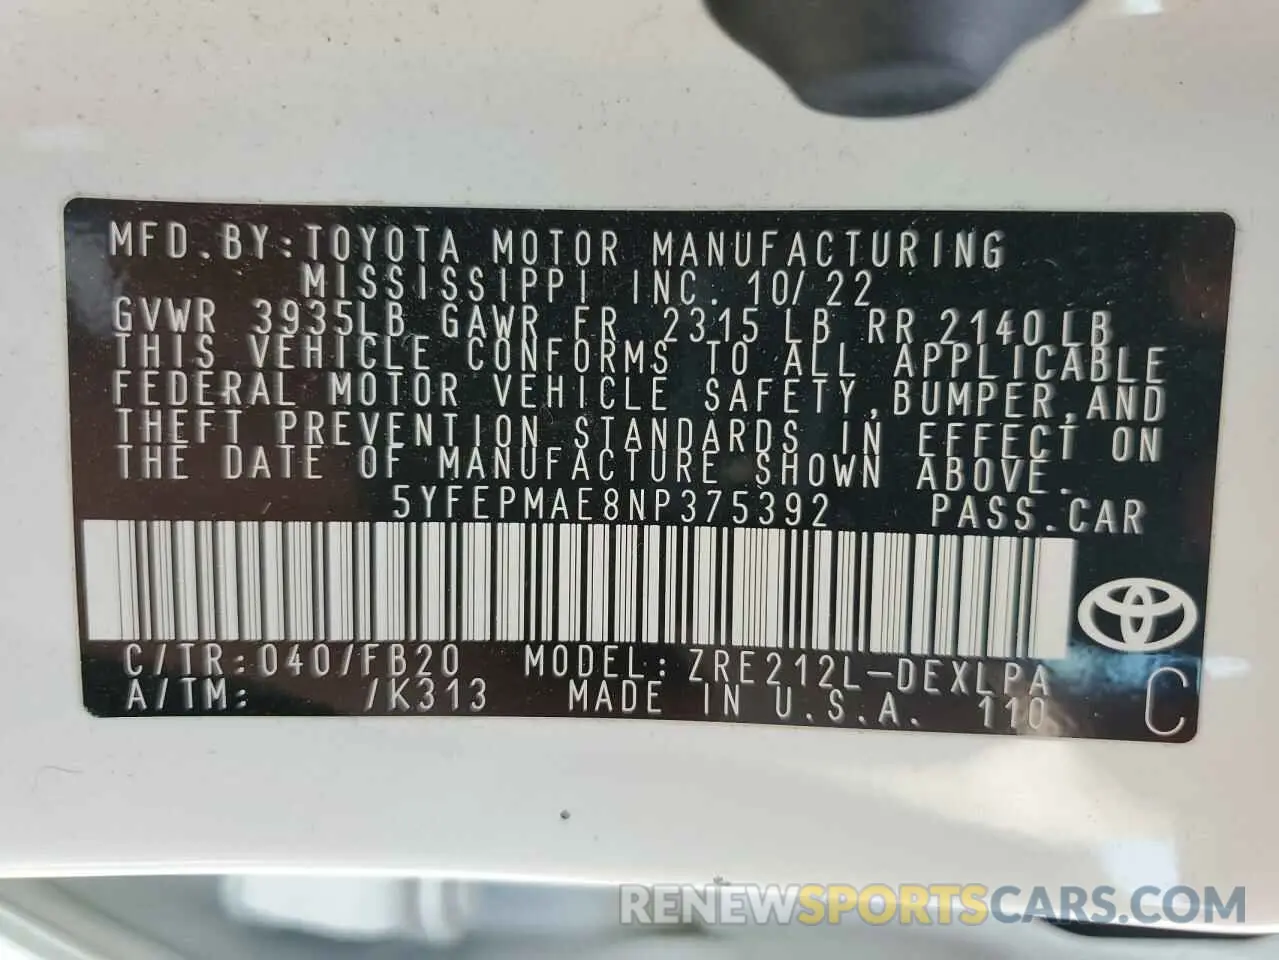 MFD.BY:TOYOTA MOTOR MANUFACTURING
MISSISSIPPI INC. 10/22
GVWR 3935LB GAWR FR 2315 LB RR 2140LB
THIS VEHICLE CONFORMS TO ALL APPLICABLE
FEDERAL MOTOR VEHICLE SAFETY,BUMPER,AND
THEFT PREVENTION STANDARDS IN EFFECT ON
THE DATE OF MANUFACTURE SHOWN ABOVE.
5YFEPMAE8NP375392 PASS.CAR
C/TR:040/FB20 MODEL:ZRE212L-DEXLPA
A/TM: /K313 MADE IN U.S.A. 110 C
RENEWSPORTSCARS.COM